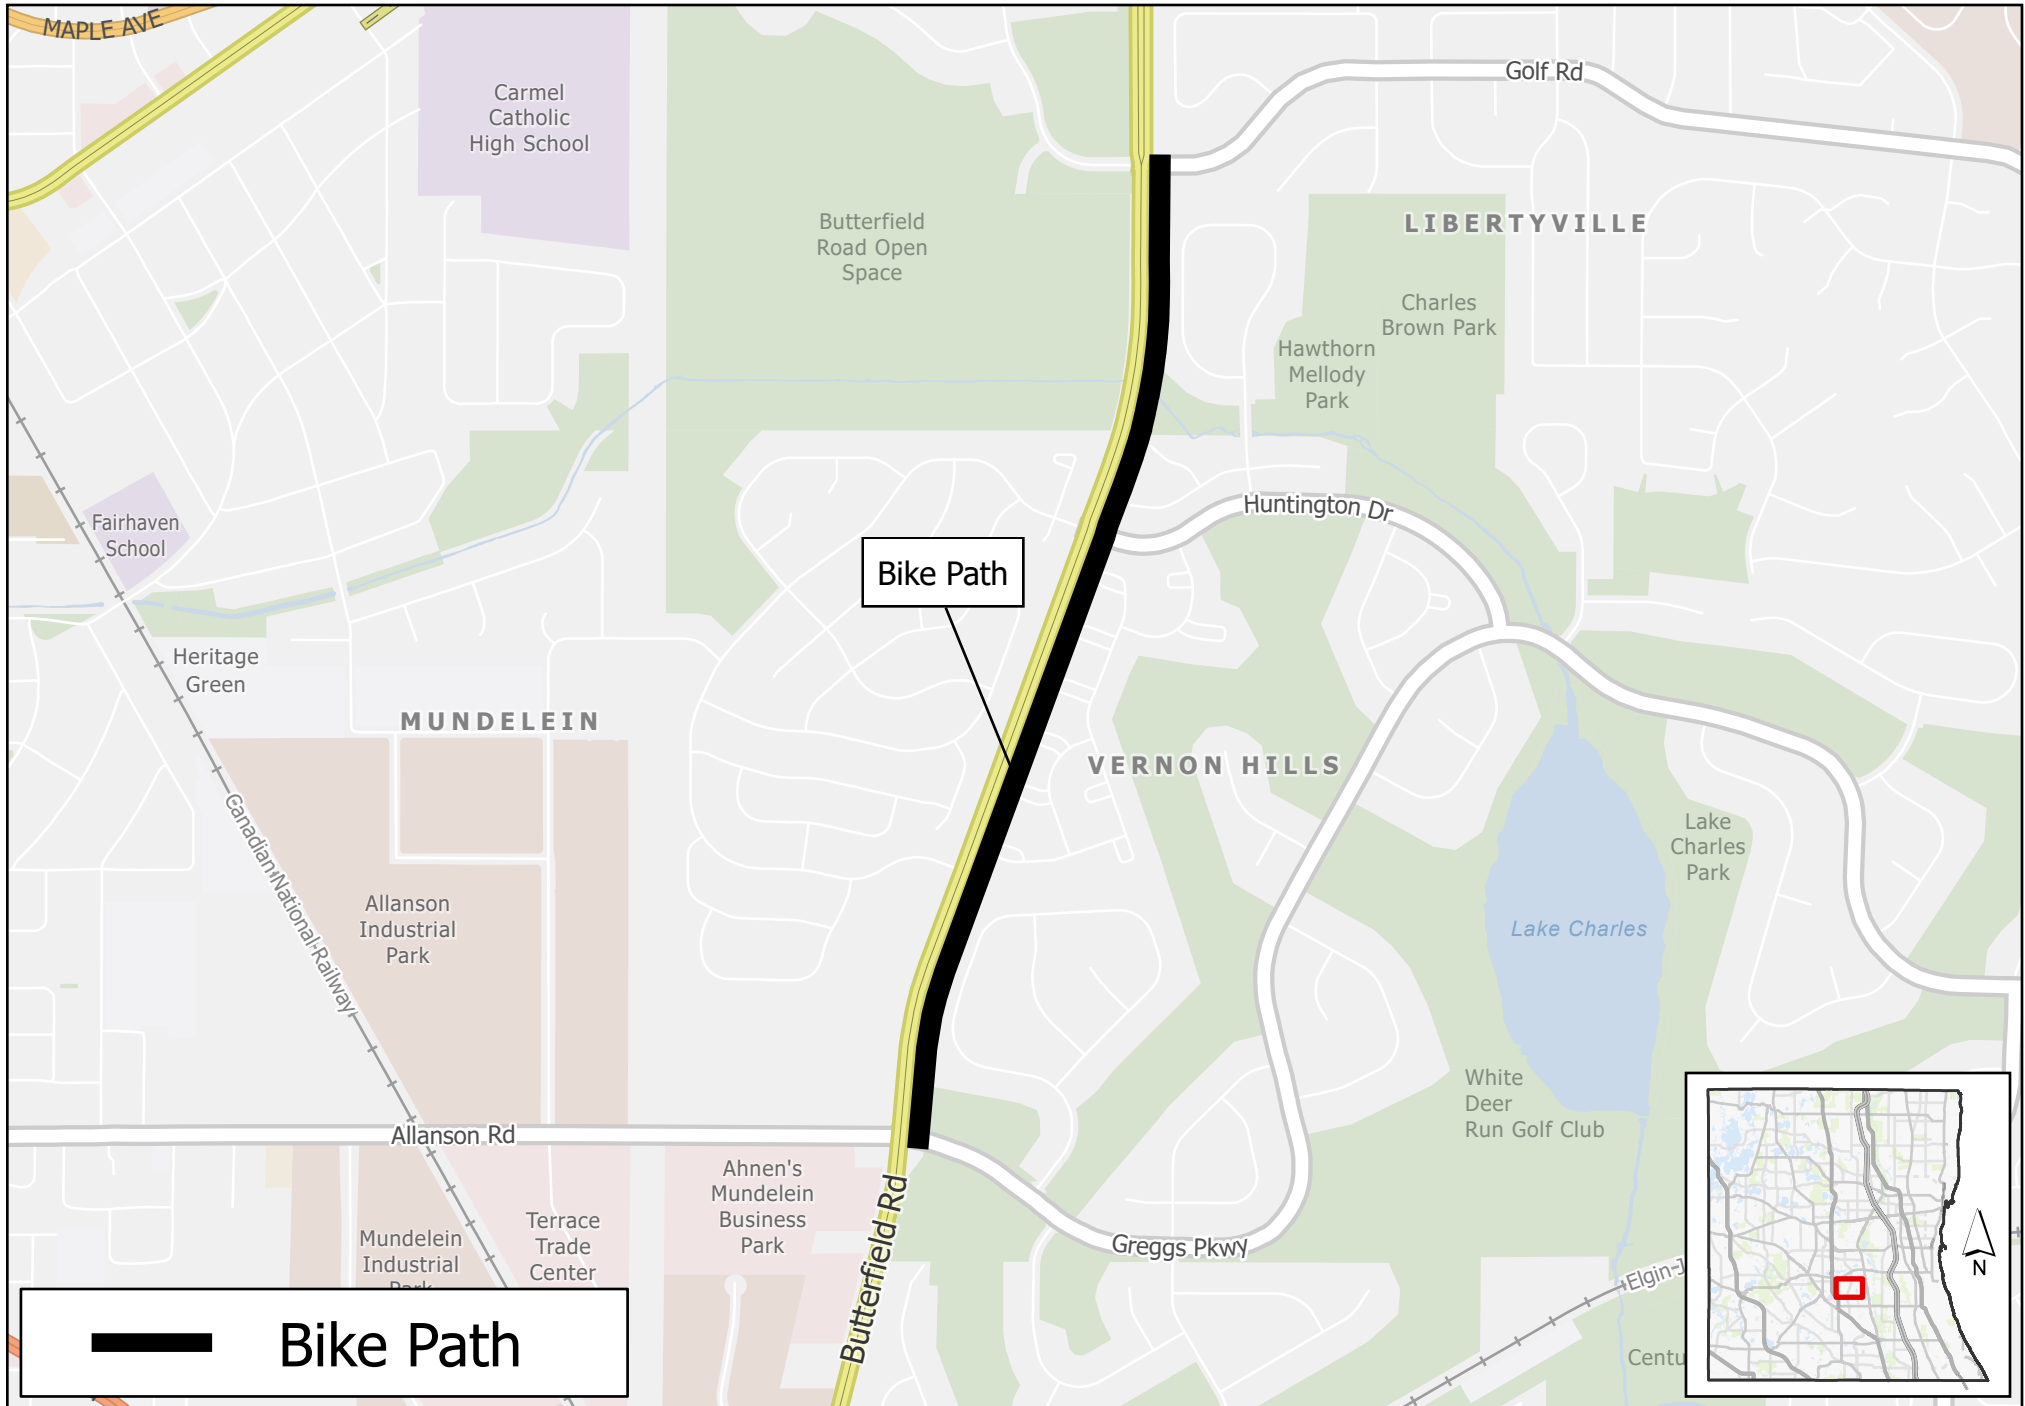 MAPLE AVE
Carmel
Catholic
High School
Golf Rd
Butterfield
Road Open
Space
LIBERTYVILLE
Charles
Brown Park
Hawthorn
Mellody
Park
Huntington Dr
Fairhaven
School
Bike Path
Heritage
Green
MUNDELEIN
VERNON HILLS
Canadian National Railway
Lake
Charles
Park
Allanson
Industrial
Park
Lake Charles
White
Deer
Run Golf Club
Allanson Rd
Ahnen's
Mundelein
Business
Park
Terrace
Trade
Center
Mundelein
Industrial
Park
Butterfield Rd
Greggs Pkwy
Elgin-J
Centu
N
Bike Path